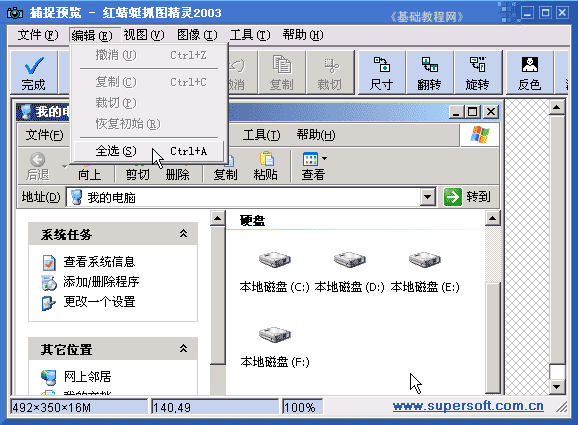 捕捉预览 - 红蜻蜓抓图精灵2003 《基础教程网》
文件(F) 编辑(E) 视图(V) 图像(I) 工具(T) 帮助(H)
撤消(U) Ctrl+Z
复制(C) Ctrl+C
裁切(P)
恢复初始(R)
全选(S) Ctrl+A
完成 撤消 复制 裁切 尺寸 翻转 旋转 反色
我的电
文件(F) 工具(T) 帮助(H)
后退 向上 剪切 删除 复制 粘贴 查看
地址(D) 我的电脑 转到
系统任务
查看系统信息
添加/删除程序
更改一个设置
其它位置
网上邻居
硬盘
本地磁盘 (C:) 本地磁盘 (D:) 本地磁盘 (E:)
本地磁盘 (F:)
492×350×16M 140,49 100% www.supersoft.com.cn